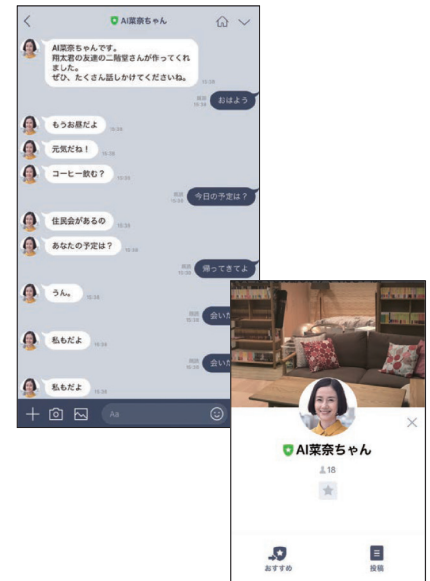 AI菜奈ちゃん
AI菜奈ちゃんです。
翔太君の友達の二階堂さんが作ってくれ
ました。
ぜひ、たくさん話しかけてくださいね。
おはよう
もうお昼だよ
元気だね！
コーヒー飲む？
今日の予定は？
住民会があるの
あなたの予定は？
帰ってきてよ
うん。
会いた
私もだよ
会いた
私もだよ
Aa
AI菜奈ちゃん
18
おすすめ
投稿